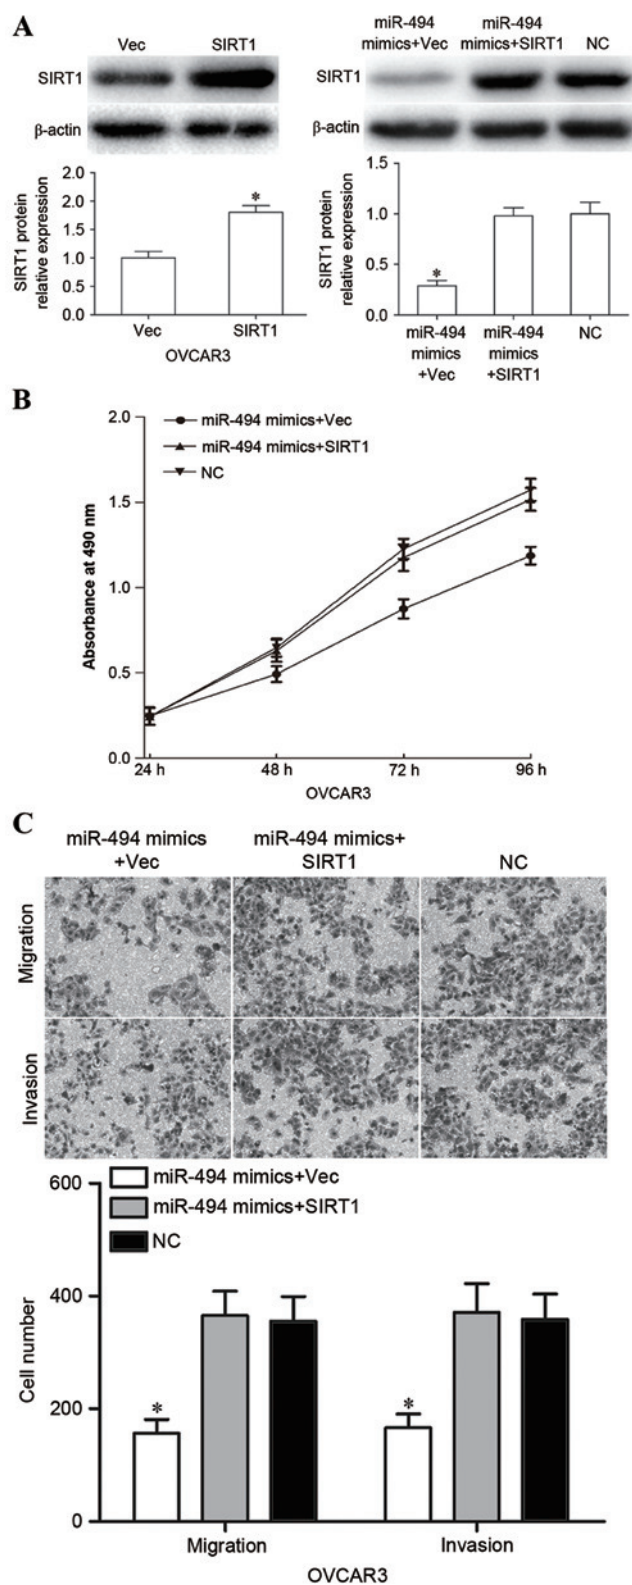 A
Vec SIRT1
SIRT1
β-actin
SIRT1 protein
relative expression
2.0
2.0
1.5
1.0
0.5
0.0
*
Vec SIRT1
OVCAR3
miR-494 miR-494
mimics+Vec mimics+SIRT1 NC
SIRT1
β-actin
SIRT1 protein
relative expression
1.5
1.0
0.5
0.0
*
miR-494 miR-494 NC
mimics mimics
+Vec +SIRT1
B
Absorbance at 490 nm
2.0
1.5
1.0
0.5
0.0
miR-494 mimics+Vec
miR-494 mimics+SIRT1
NC
24 h 48 h 72 h 96 h
OVCAR3
C
miR-494 mimics miR-494 mimics+
+Vec SIRT1 NC
Migration
Invasion
Cell number
600
400
200
0
miR-494 mimics+Vec
miR-494 mimics+SIRT1
NC
* *
Migration Invasion
OVCAR3